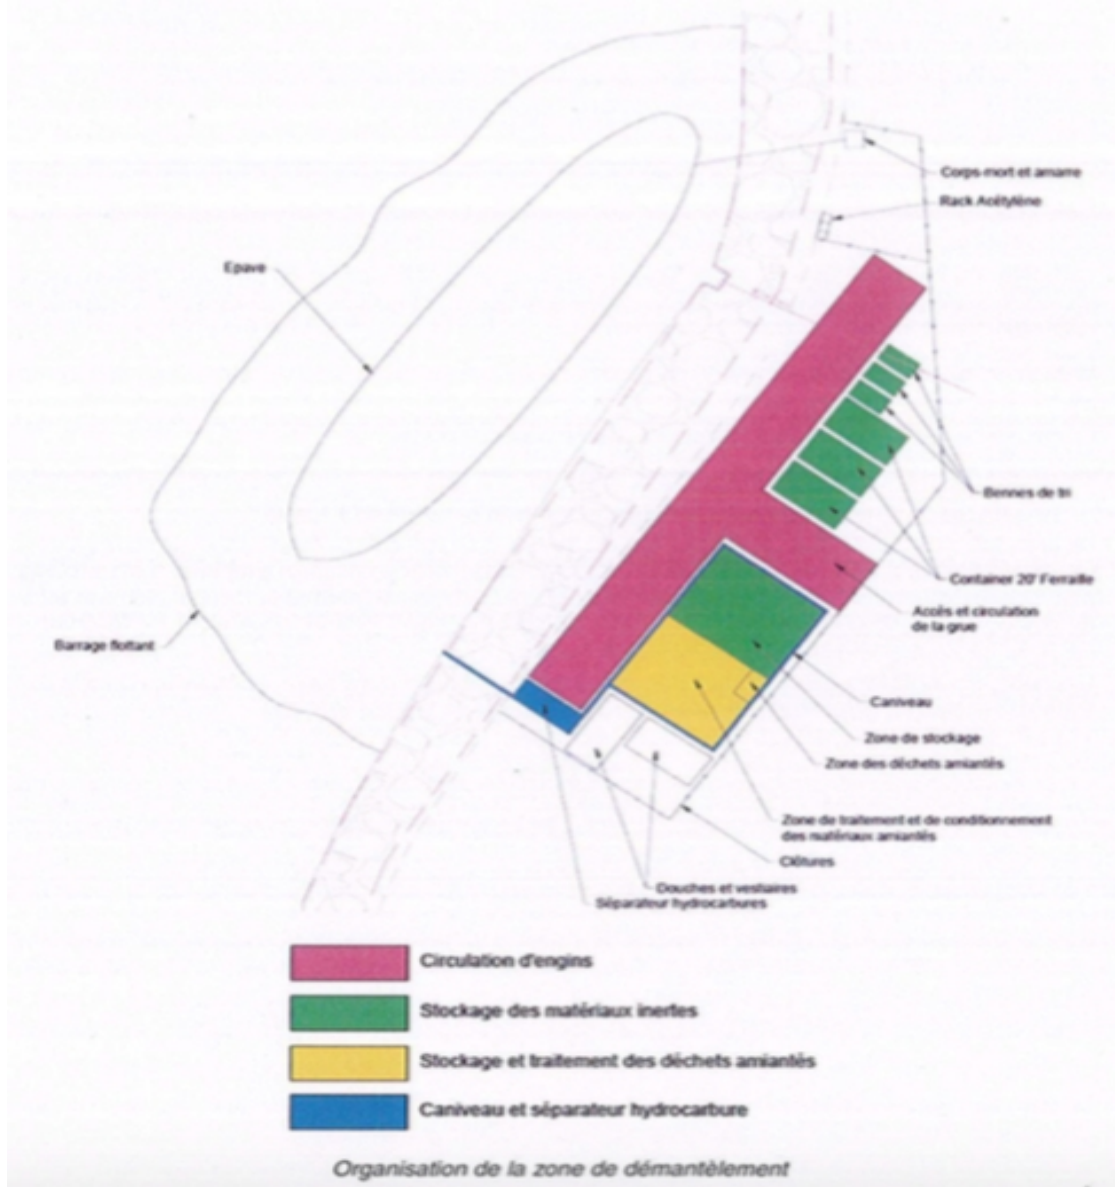 Corps mort et amarre
Rack Acétylène
Epave
Bennes de tri
Container 20' Ferraille
Accès et circulation
de la grue
Barrage flottant
Caniveau
Zone de stockage
Zone des déchets amiantés
Zone de traitement et de conditionnement
des matériaux amiantés
Clôtures
Douches et vestiaires
Séparateur hydrocarbures
Circulation d'engins
Stockage des matériaux inertes
Stockage et traitement des déchets amiantés
Caniveau et séparateur hydrocarbure
Organisation de la zone de démantèlement